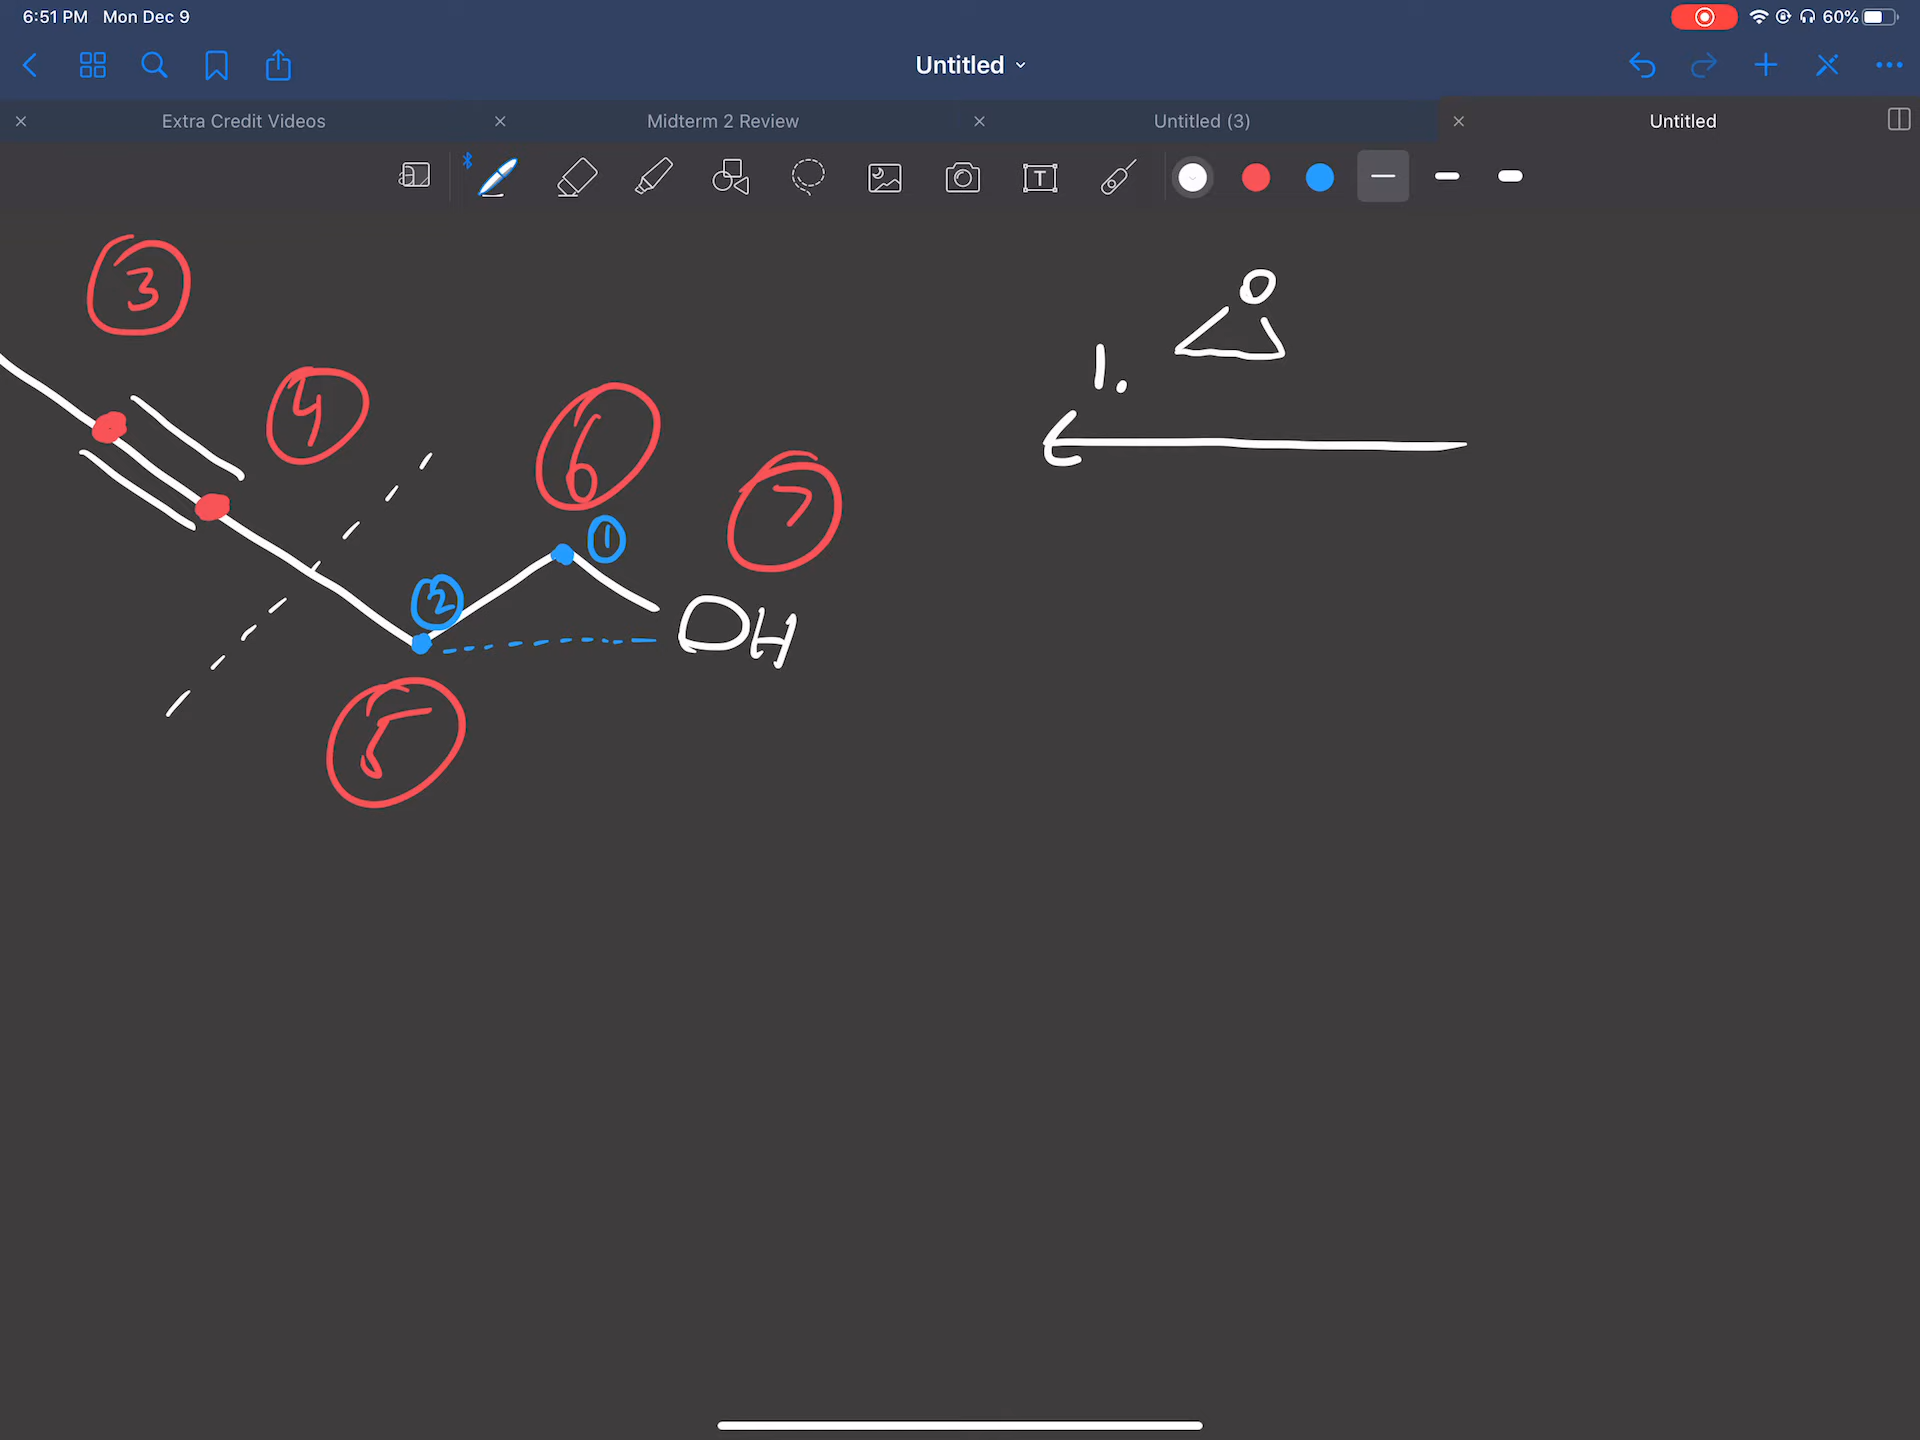 6:51 PM Mon Dec 9
60%
Untitled
Extra Credit Videos
Midterm 2 Review
Untitled (3)
Untitled
T
3
O
1.
4
6
7
1
2
OH
5